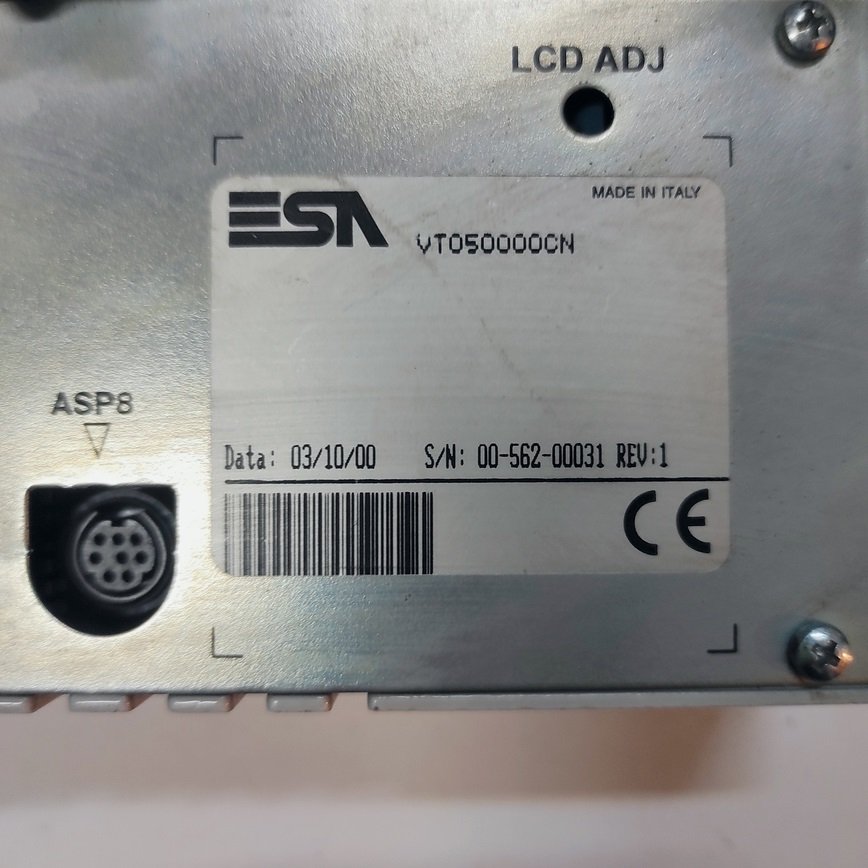 LCD ADJ
ESA
MADE IN ITALY
VT050000CN
ASP8
Data: 03/10/00 S/N: 00-562-00031 REV:1
CE